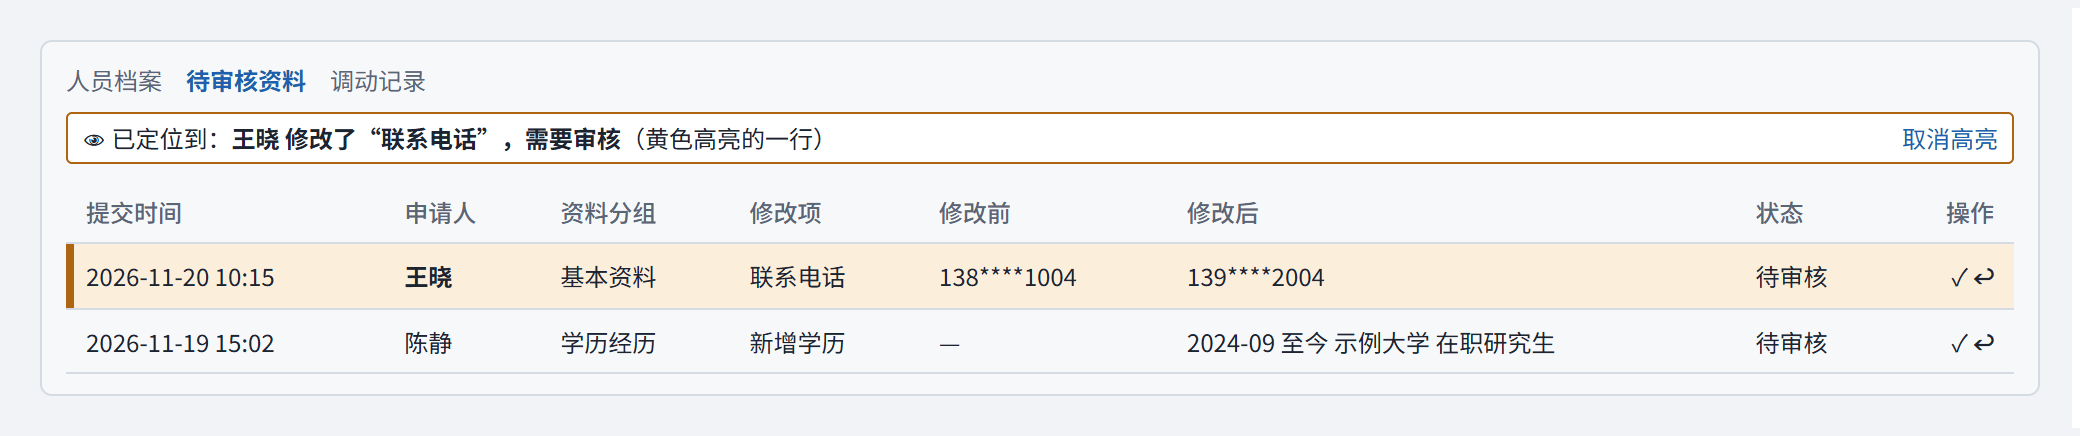 人员档案 待审核资料 调动记录
已定位到：王晓 修改了“联系电话”，需要审核（黄色高亮的一行） 取消高亮
提交时间 申请人 资料分组 修改项 修改前 修改后 状态 操作
2026-11-20 10:15 王晓 基本资料 联系电话 138****1004 139****2004 待审核 ✓ ↩
2026-11-19 15:02 陈静 学历经历 新增学历 — 2024-09 至今 示例大学 在职研究生 待审核 ✓ ↩